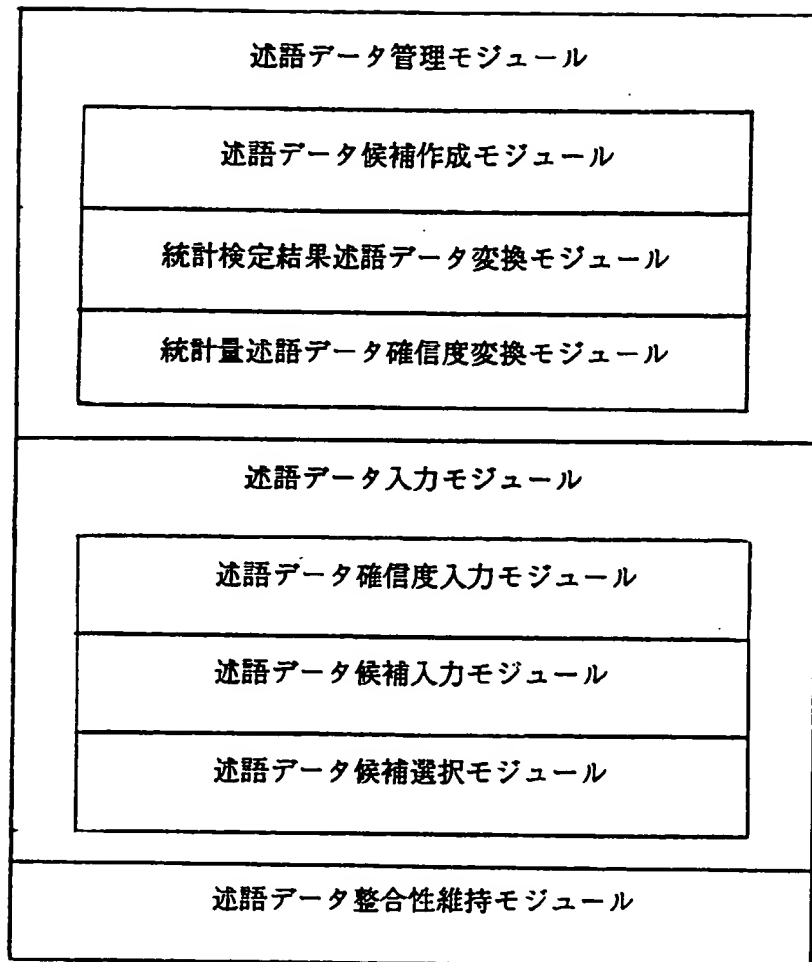 述語データ管理モジュール
述語データ候補作成モジュール
統計検定結果述語データ変換モジュール
統計量述語データ確信度変換モジュール
述語データ入力モジュール
述語データ確信度入力モジュール
述語データ候補入力モジュール
述語データ候補選択モジュール
述語データ整合性維持モジュール